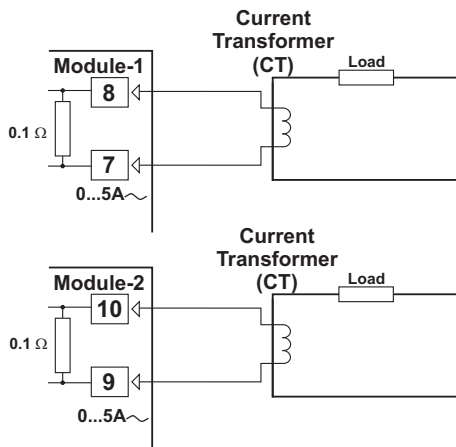 Current
Transformer
(CT)
Module-1
Load
8
0.1 Ω
7
0...5A～
Current
Transformer
(CT)
Module-2
Load
10
0.1 Ω
9
0...5A～